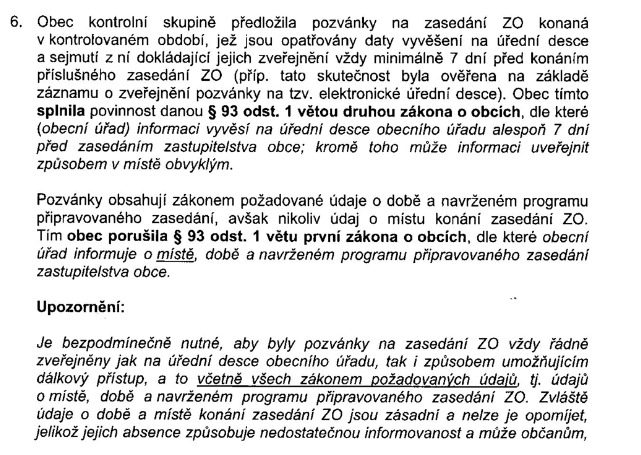 6. Obec kontrolní skupině předložila pozvánky na zasedání ZO konaná
v kontrolovaném období, jež jsou opatřovány daty vyvěšení na úřední desce
a sejmutí z ní dokládající jejich zveřejnění vždy minimálně 7 dní před konáním
příslušného zasedání ZO (příp. tato skutečnost byla ověřena na základě
záznamu o zveřejnění pozvánky na tzv. elektronické úřední desce). Obec tímto
splnila povinnost danou § 93 odst. 1 větou druhou zákona o obcích, dle které
(obecní úřad) informaci vyvěsí na úřední desce obecního úřadu alespoň 7 dní
před zasedáním zastupitelstva obce; kromě toho může informaci uveřejnit
způsobem v místě obvyklým.
Pozvánky obsahují zákonem požadované údaje o době a navrženém programu
připravovaného zasedání, avšak nikoliv údaj o místu konání zasedání ZO.
Tím obec porušila § 93 odst. 1 větu první zákona o obcích, dle které obecní
úřad informuje o místě, době a navrženém programu připravovaného zasedání
zastupitelstva obce.
Upozornění:
Je bezpodmínečně nutné, aby byly pozvánky na zasedání ZO vždy řádně
zveřejněny jak na úřední desce obecního úřadu, tak i způsobem umožňujícím
dálkový přístup, a to včetně všech zákonem požadovaných údajů, tj. údajů
o místě, době a navrženém programu připravovaného zasedání ZO. Zvláště
údaje o době a místě konání zasedání ZO jsou zásadní a nelze je opomíjet,
jelikož jejich absence způsobuje nedostatečnou informovanost a může občanům,